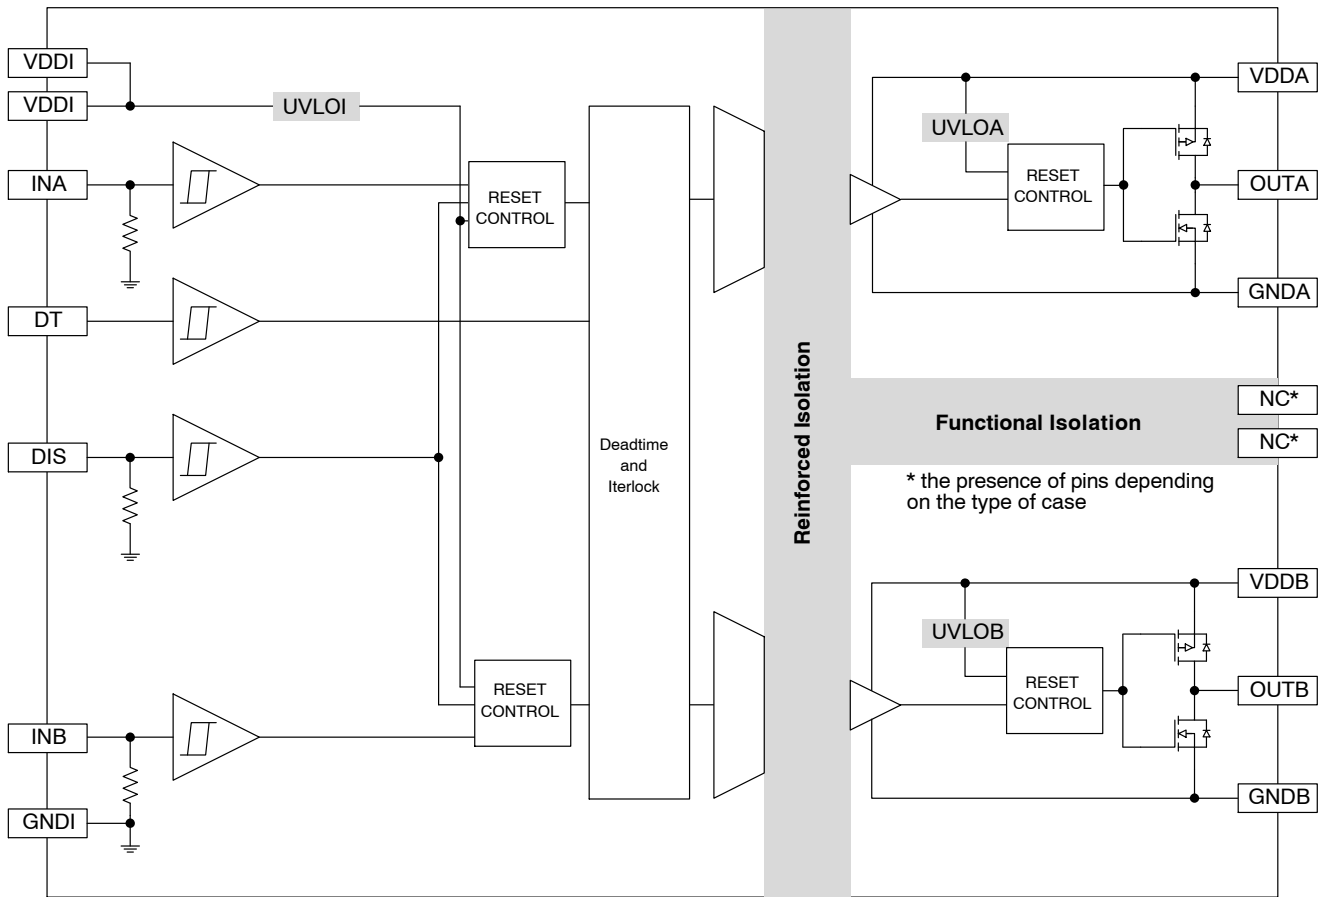 VDDI
VDDI
UVLOI
INA
RESET
CONTROL
DT
DIS
Deadtime
and
Iterlock
RESET
CONTROL
INB
GNDI
Reinforced Isolation
VDDA
UVLOA
RESET
CONTROL
OUTA
GNDA
NC*
Functional Isolation
NC*
* the presence of pins depending
on the type of case
VDDB
UVLOB
RESET
CONTROL
OUTB
GNDB